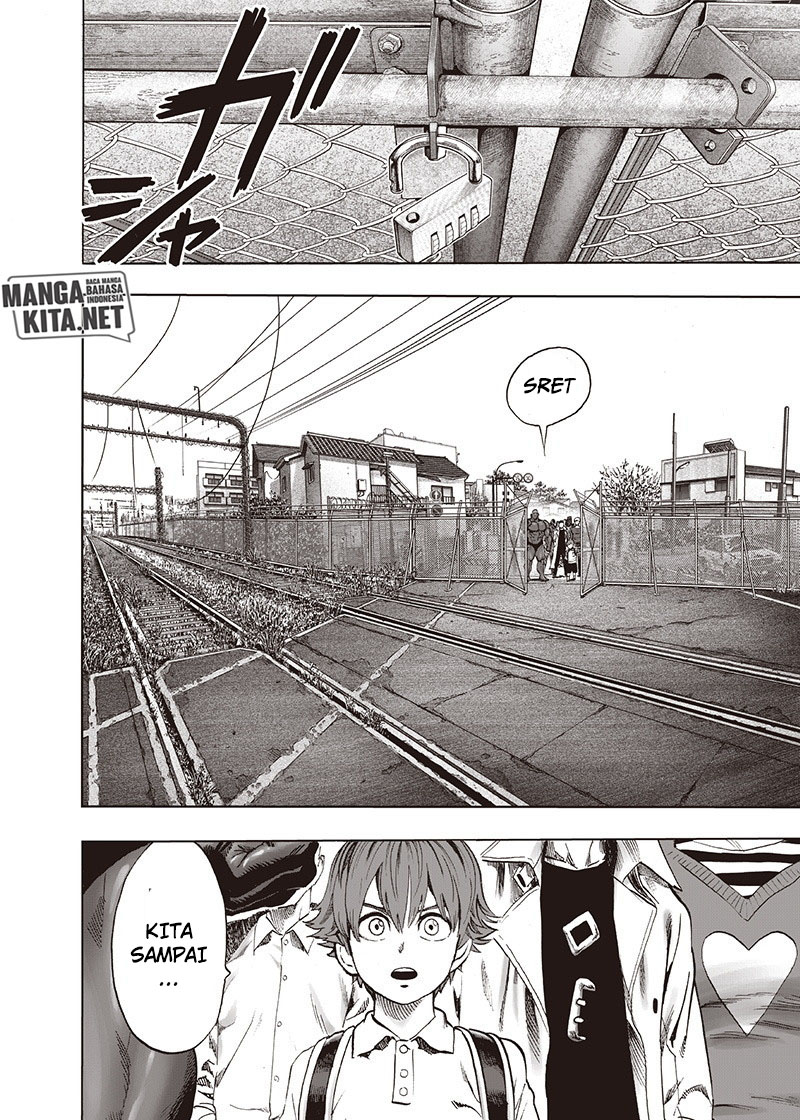 ガ
シャ
MANGA
BACA MANGA
BAHASA
INDONESIA
KITA.NET
SRET
KITA
SAMPAI
...